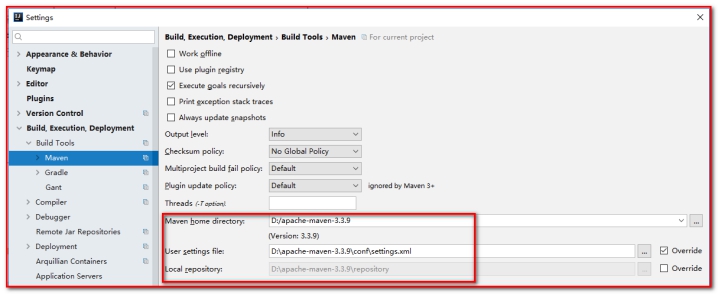 Settings
Build, Execution, Deployment › Build Tools › Maven For current project
Appearance & Behavior
Keymap
Editor
Plugins
Version Control
Build, Execution, Deployment
Build Tools
Maven
Gradle
Gant
Compiler
Debugger
Remote Jar Repositories
Deployment
Arquillian Containers
Application Servers
Work offline
Use plugin registry
Execute goals recursively
Print exception stack traces
Always update snapshots
Output level: Info
Checksum policy: No Global Policy
Multiproject build fail policy: Default
Plugin update policy: Default ignored by Maven 3+
Threads (-T option)
Maven home directory: D:/apache-maven-3.3.9 ...
(Version: 3.3.9)
User settings file: D:\apache-maven-3.3.9\conf\settings.xml ... Override
Local repository: D:\apache-maven-3.3.9\repository ... Override